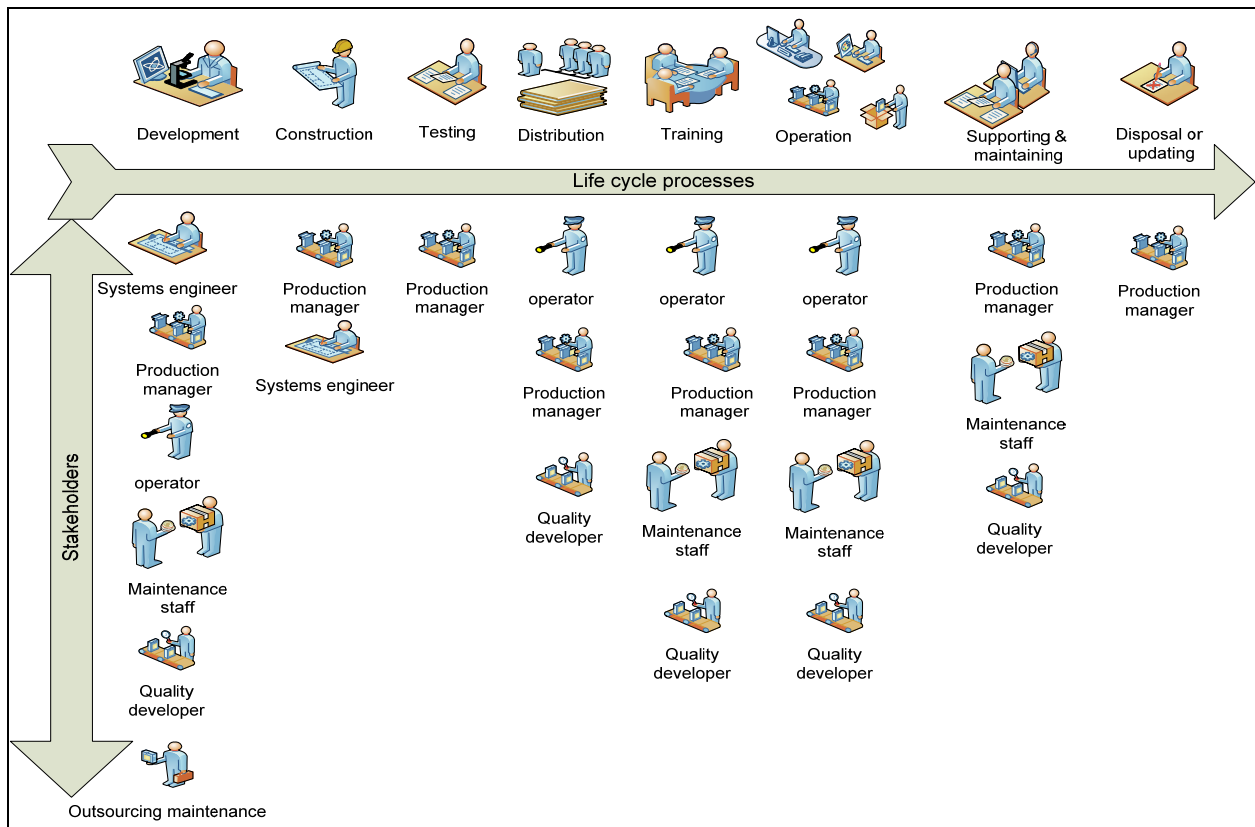 Development
Construction
Testing
Distribution
Training
Operation
Supporting &
maintaining
Disposal or
updating
Life cycle processes
Stakeholders
Systems engineer
Production
manager
operator
Maintenance
staff
Quality
developer
Outsourcing maintenance
Production
manager
Systems engineer
Production
manager
operator
Production
manager
Quality
developer
operator
Production
manager
Maintenance
staff
Quality
developer
operator
Production
manager
Maintenance
staff
Quality
developer
Production
manager
Maintenance
staff
Quality
developer
Production
manager